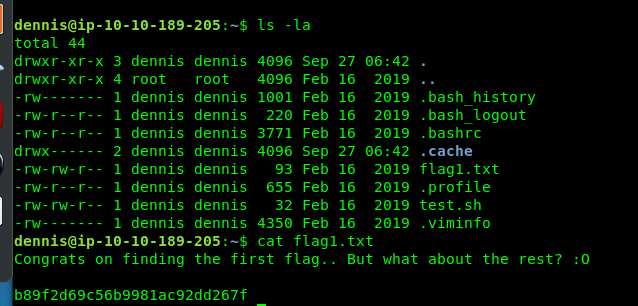 dennis@ip-10-10-189-205:~$ ls -la
total 44
drwxr-xr-x 3 dennis dennis 4096 Sep 27 06:42 .
drwxr-xr-x 4 root   root   4096 Feb 16  2019 ..
-rw------- 1 dennis dennis 1001 Feb 16  2019 .bash_history
-rw-r--r-- 1 dennis dennis  220 Feb 16  2019 .bash_logout
-rw-r--r-- 1 dennis dennis 3771 Feb 16  2019 .bashrc
drwx------ 2 dennis dennis 4096 Sep 27 06:42 .cache
-rw-rw-r-- 1 dennis dennis   93 Feb 16  2019 flag1.txt
-rw-r--r-- 1 dennis dennis  655 Feb 16  2019 .profile
-rw-rw-r-- 1 dennis dennis   32 Feb 16  2019 test.sh
-rw------- 1 dennis dennis 4350 Feb 16  2019 .viminfo
dennis@ip-10-10-189-205:~$ cat flag1.txt
Congrats on finding the first flag.. But what about the rest? :O
b89f2d69c56b9981ac92dd267f